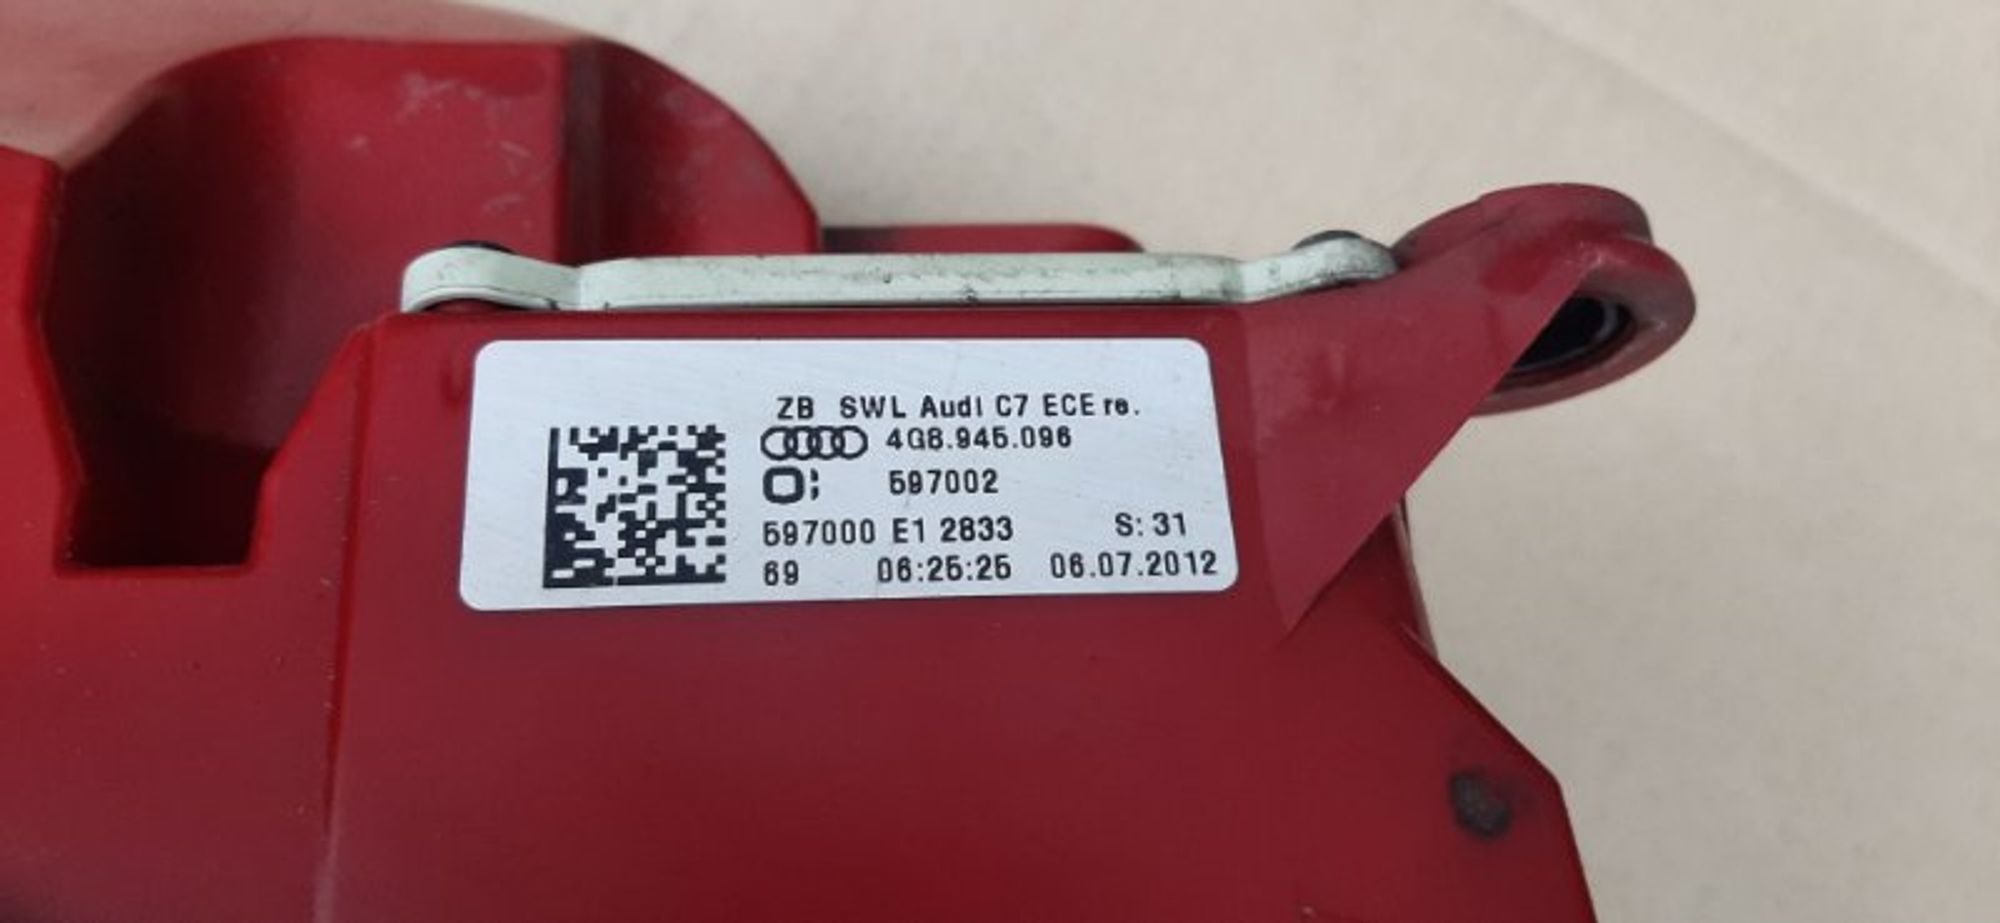 ZB SWL Audi C7 ECE re.
4G8.945.096
597002
597000 E1 2833 S: 31
69 06:25:25 06.07.2012